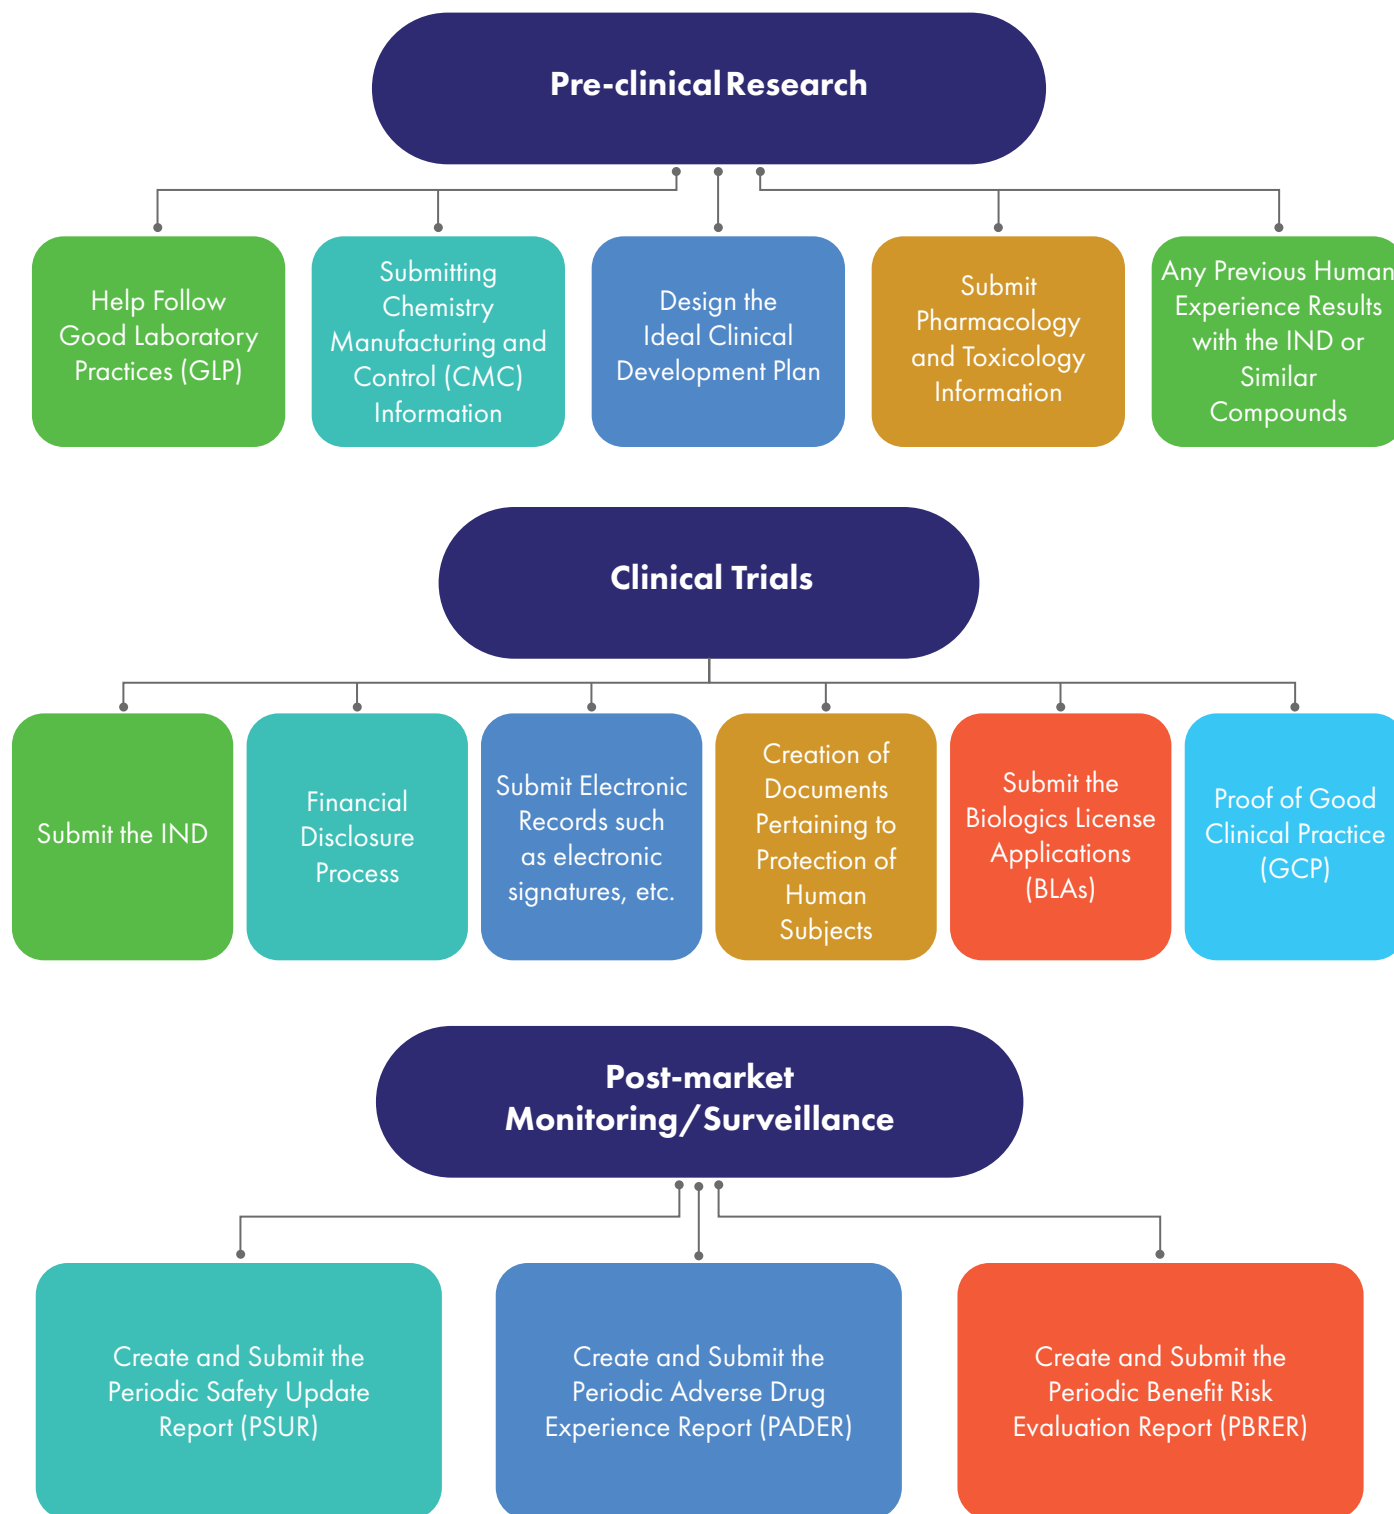 Pre-clinical Research
Help Follow
Good Laboratory
Practices (GLP)
Submitting
Chemistry
Manufacturing and
Control (CMC)
Information
Design the
Ideal Clinical
Development Plan
Submit
Pharmacology
and Toxicology
Information
Any Previous Human
Experience Results
with the IND or
Similar
Compounds
Clinical Trials
Submit the IND
Financial
Disclosure
Process
Submit Electronic
Records such
as electronic
signatures, etc.
Creation of
Documents
Pertaining to
Protection of
Human
Subjects
Submit the
Biologics License
Applications
(BLAs)
Proof of Good
Clinical Practice
(GCP)
Post-market
Monitoring/Surveillance
Create and Submit the
Periodic Safety Update
Report (PSUR)
Create and Submit the
Periodic Adverse Drug
Experience Report (PADER)
Create and Submit the
Periodic Benefit Risk
Evaluation Report (PBRER)